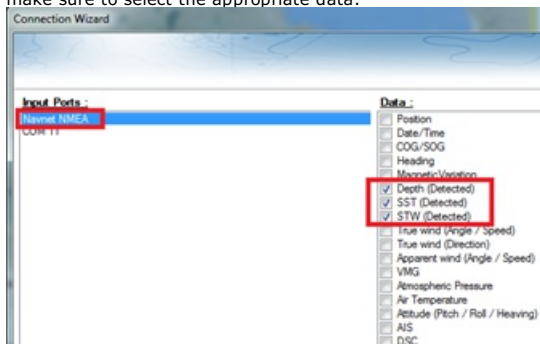 make sure to select the appropriate data.
Connection Wizard
Input Ports :
Navnet NMEA
COM 11
Data :
Position
Date/Time
COG/SOG
Heading
Magnetic Variation
Depth (Detected)
SST (Detected)
STW (Detected)
True wind (Angle / Speed)
True wind (Direction)
Apparent wind (Angle / Speed)
VMG
Atmospheric Pressure
Air Temperature
Attitude (Pitch / Roll / Heaving)
AIS
DSC